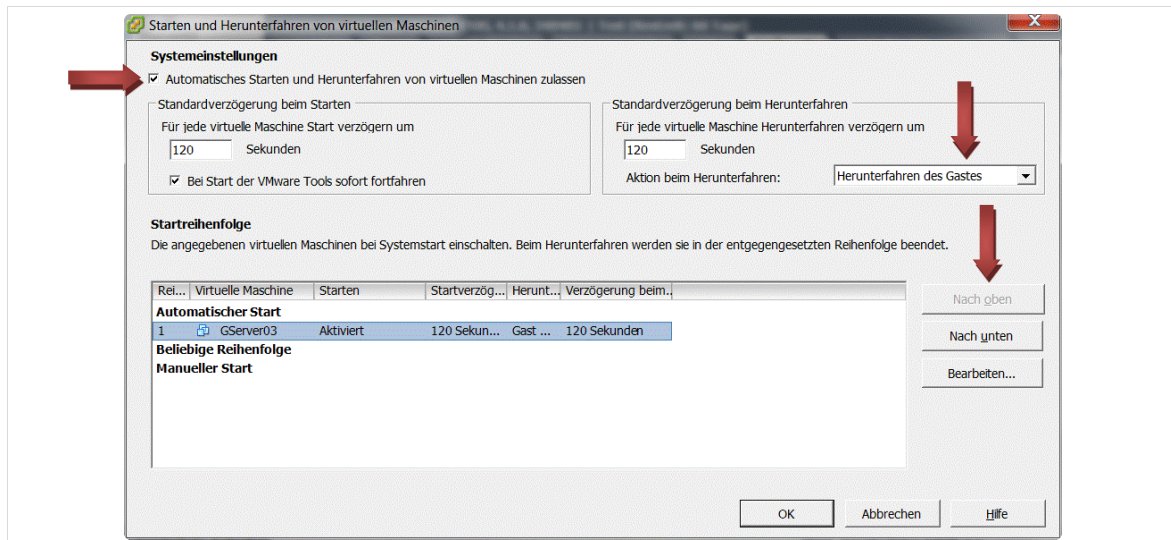 Starten und Herunterfahren von virtuellen Maschinen
Systemeinstellungen
Automatisches Starten und Herunterfahren von virtuellen Maschinen zulassen
Standardverzögerung beim Starten
Für jede virtuelle Maschine Start verzögern um
120 Sekunden
Bei Start der VMware Tools sofort fortfahren
Standardverzögerung beim Herunterfahren
Für jede virtuelle Maschine Herunterfahren verzögern um
120 Sekunden
Aktion beim Herunterfahren: Herunterfahren des Gastes
Startreihenfolge
Die angegebenen virtuellen Maschinen bei Systemstart einschalten. Beim Herunterfahren werden sie in der entgegengesetzten Reihenfolge beendet.
Rei... Virtuelle Maschine Starten Startverzög... Herunt... Verzögerung beim..
Automatischer Start
1 GServer03 Aktiviert 120 Sekun... Gast ... 120 Sekunden
Beliebige Reihenfolge
Manueller Start
Nach oben
Nach unten
Bearbeiten...
OK Abbrechen Hilfe